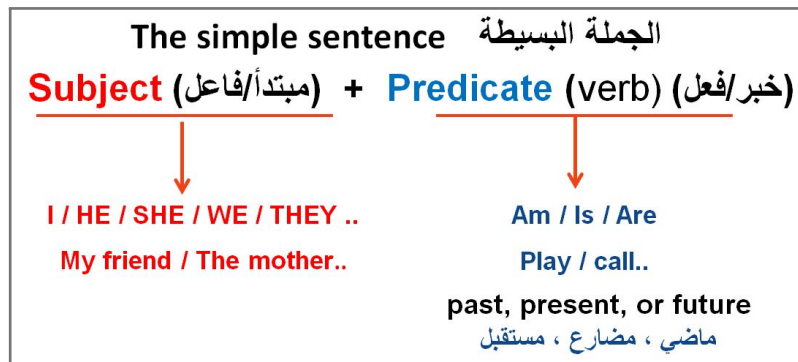 The simple sentence الجملة البسيطة
Subject (مبتدأ/فاعل) + Predicate (verb) (خبر/فعل)
I / HE / SHE / WE / THEY ..
Am / Is / Are
My friend / The mother..
Play / call..
past, present, or future
ماضي ، مضارع ، مستقبل